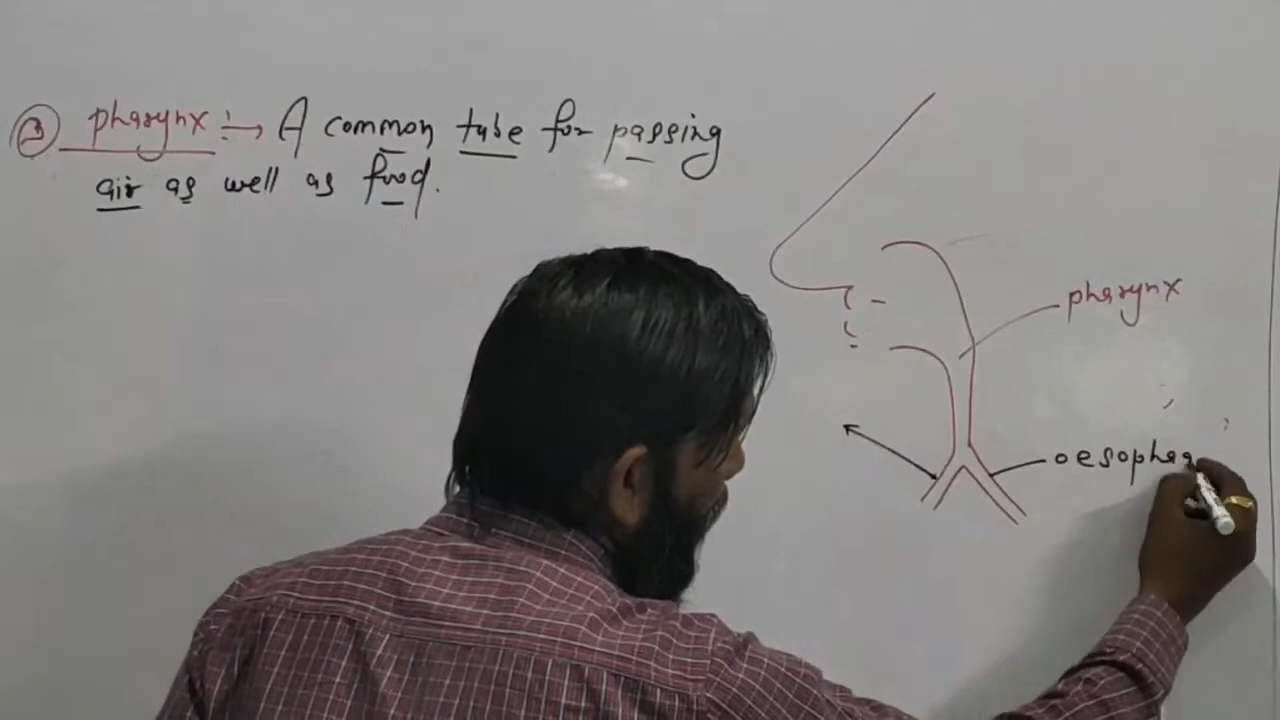 ③ pharynx :→ A common tube for passing
air as well as food.
pharynx
oesophag